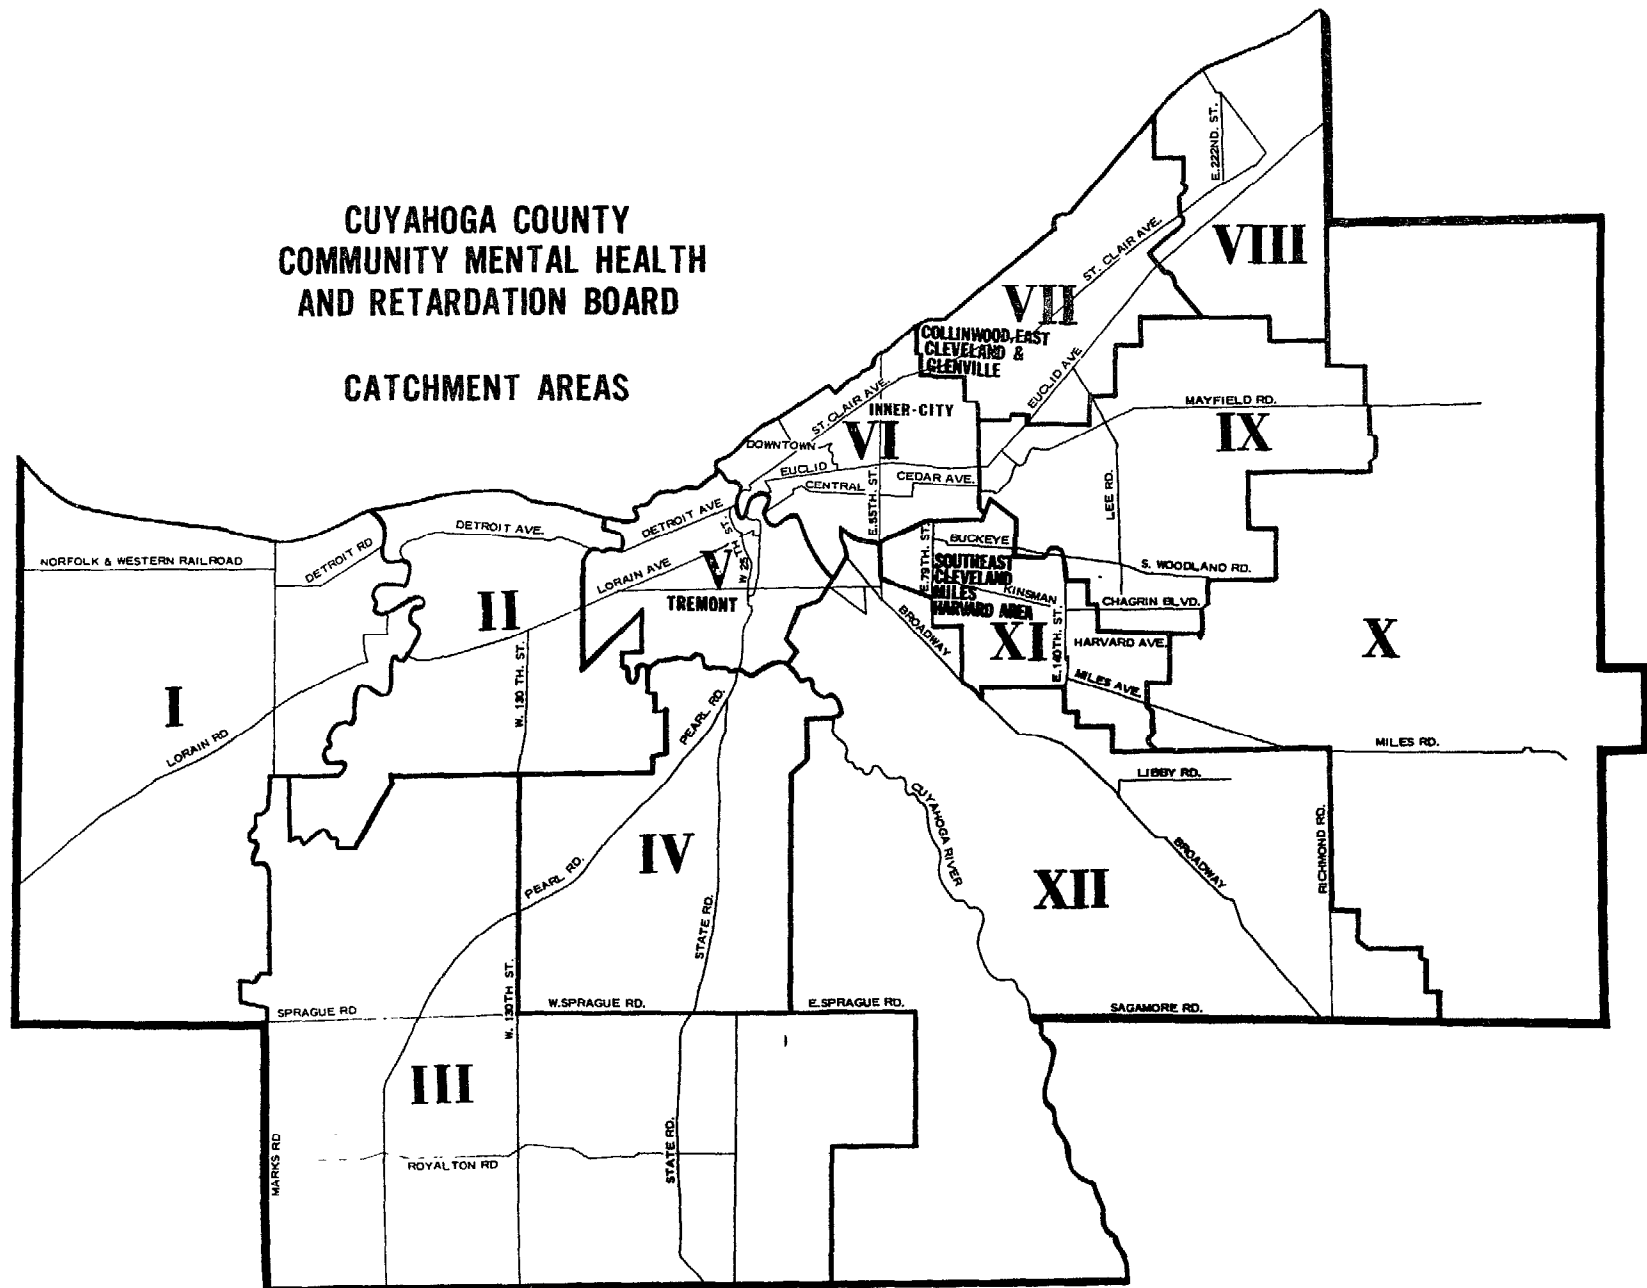 CUYAHOGA COUNTY
COMMUNITY MENTAL HEALTH
AND RETARDATION BOARD
CATCHMENT AREAS
E.222ND. ST.
VIII
ST. CLAIR AVE.
VII
COLLINWOOD, EAST
CLEVELAND &
GLENVILLE
EUCLID AVE
MAYFIELD RD.
IX
ST. CLAIR AVE.
INNER-CITY
VI
DOWNTOWN
EUCLID
CENTRAL
CEDAR AVE.
E.55TH. ST.
LEE RD.
DETROIT AVE.
DETROIT AVE.
NORFOLK & WESTERN RAILROAD
DETROIT RD
W 25TH ST.
LORAIN AVE
V
TREMONT
II
E.79TH. ST.
BUCKEYE
S. WOODLAND RD.
SOUTHEAST
CLEVELAND
MILES
HARVARD AREA
KINSMAN
CHAGRIN BLVD.
BROADWAY
XI
E.140TH. ST.
HARVARD AVE.
MILES AVE.
X
W. 130 TH. ST.
I
LORAIN RD
PEARL RD.
MILES RD.
LIBBY RD.
CUYAHOGA RIVER
BROADWAY
RICHMOND RD.
IV
PEARL RD.
STATE RD.
XII
W. 130TH ST.
SPRAGUE RD
W.SPRAGUE RD.
E.SPRAGUE RD.
SAGAMORE RD.
III
MARKS RD
ROYALTON RD
STATE RD.